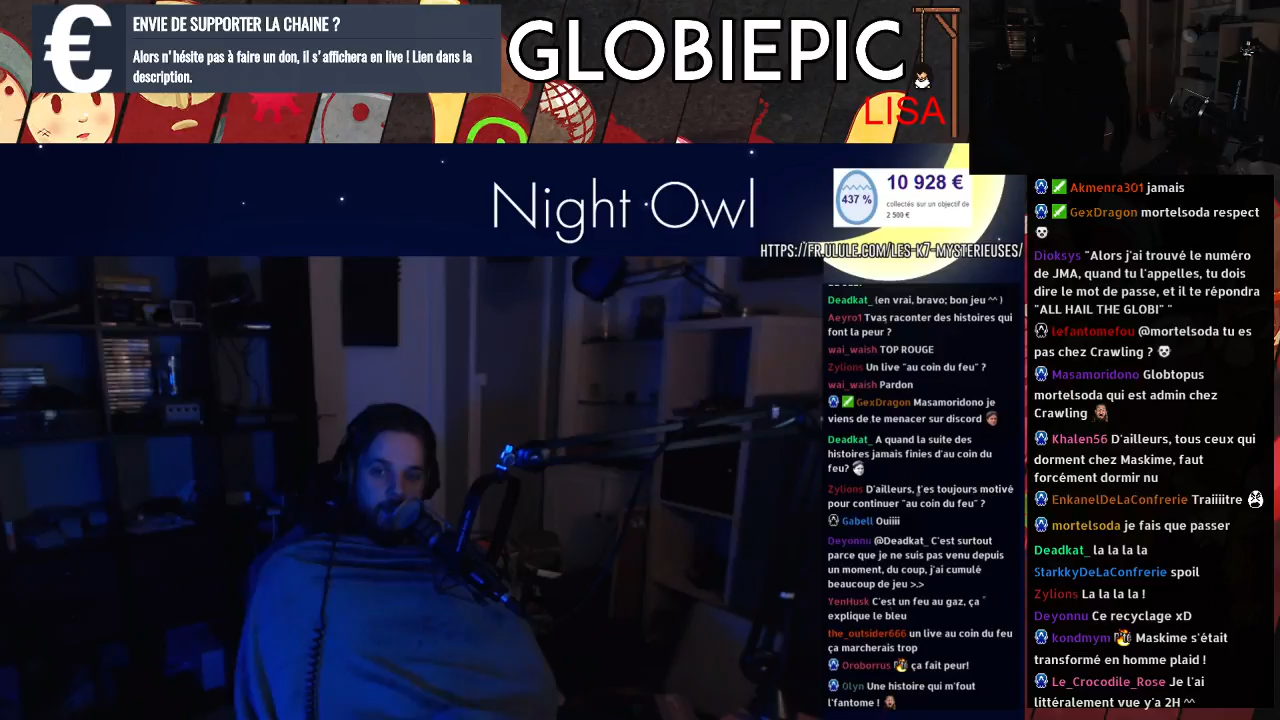 ENVIE DE SUPPORTER LA CHAINE ?
Alors n'hésite pas à faire un don, il s'affichera en live ! Lien dans la
description.
GLOBIEPIC
LISA
Night Owl
10 928 €
437 %
collectés sur un objectif de
2 500 €
HTTPS://FR.ULULE.COM/LES-K7-MYSTERIEUSES/
Deadkat_ (en vrai, bravo; bon jeu ^^ )
Aeyro1 Tvas raconter des histoires qui
font la peur ?
wai_waish TOP ROUGE
Zylions Un live "au coin du feu" ?
wai_waish Pardon
GexDragon Masamoridono je
viens de te menacer sur discord
Deadkat_ A quand la suite des
histoires jamais finies d'au coin du
feu?
Zylions D'ailleurs, t'es toujours motivé
pour continuer "au coin du feu" ?
Gabell Ouiiii
Deyonnu @Deadkat_ C'est surtout
parce que je ne suis pas venu depuis
un moment, du coup, j'ai cumulé
beaucoup de jeu >.>
YenHusk C'est un feu au gaz, ça
explique le bleu
the_outsider666 un live au coin du feu
ça marcherais trop
Oroborrus ça fait peur!
Olyn Une histoire qui m'fout
l'fantome !
Akmenra301 jamais
GexDragon mortelsoda respect
Dioksys "Alors j'ai trouvé le numéro
de JMA, quand tu l'appelles, tu dois
dire le mot de passe, et il te répondra
"ALL HAIL THE GLOBI" "
lefantomefou @mortelsoda tu es
pas chez Crawling ?
Masamoridono Globtopus
mortelsoda qui est admin chez
Crawling
Khalen56 D'ailleurs, tous ceux qui
dorment chez Maskime, faut
forcément dormir nu
EnkanelDeLaConfrerie Traiiiitre
mortelsoda je fais que passer
Deadkat_ la la la la
StarkkyDeLaConfrerie spoil
Zylions La la la la !
Deyonnu Ce recyclage xD
kondmym Maskime s'était
transformé en homme plaid !
Le_Crocodile_Rose Je l'ai
littéralement vue y'a 2H ^^